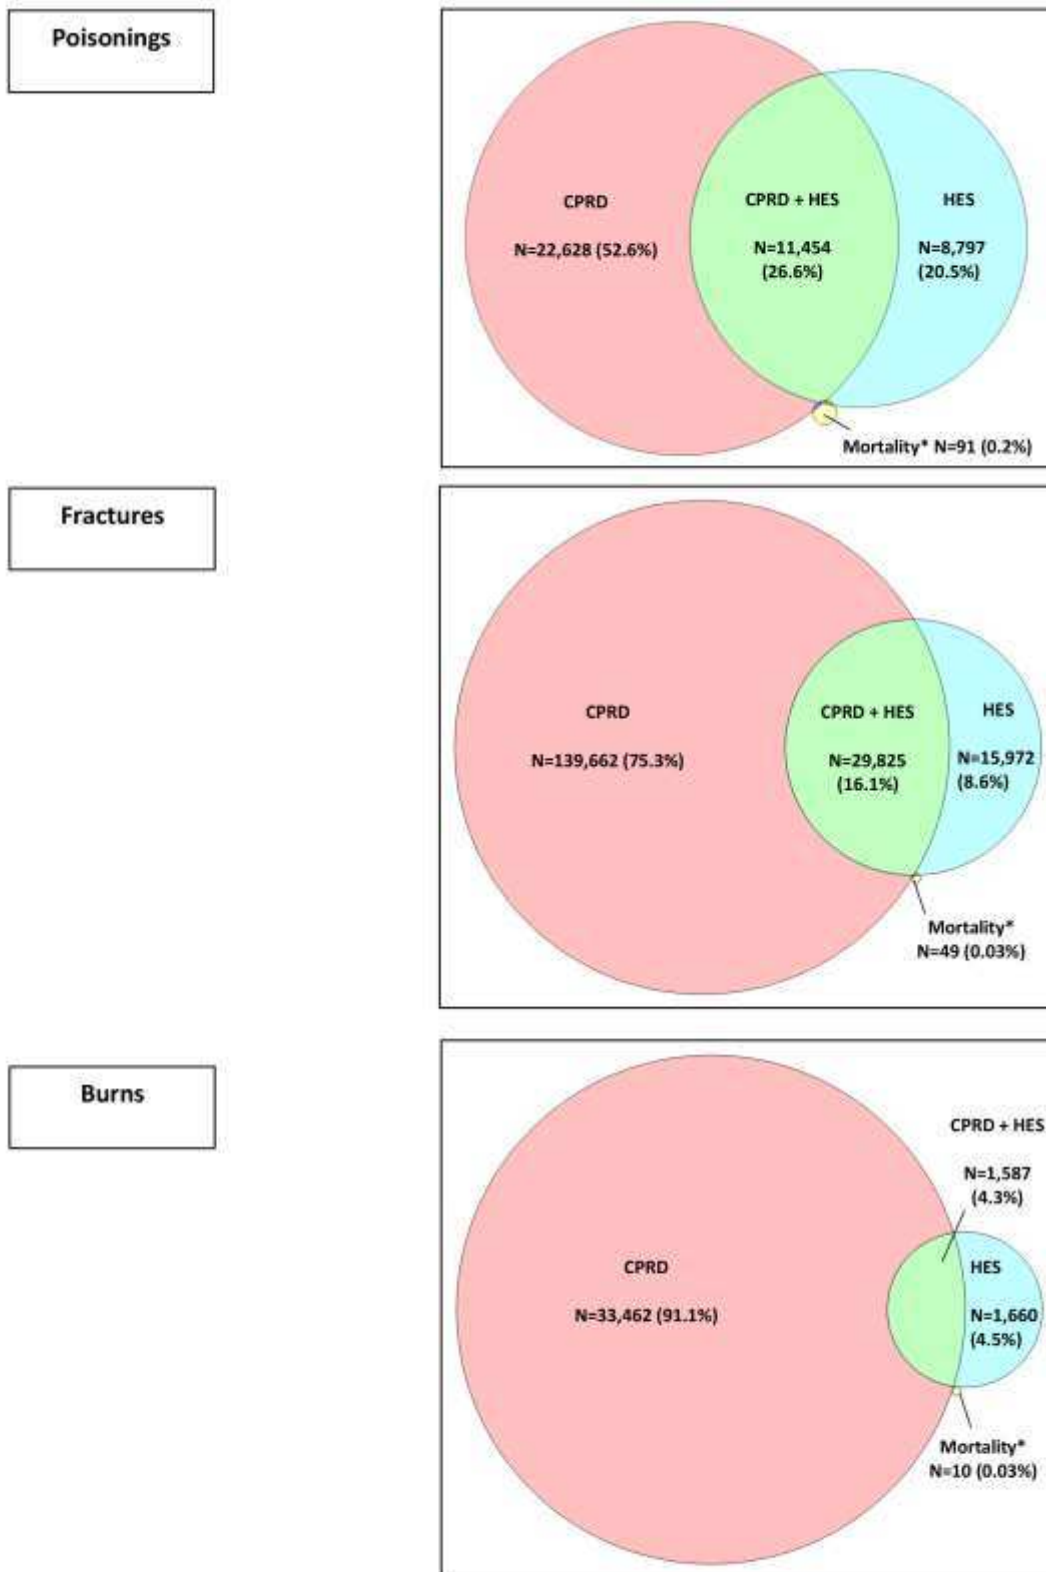 Poisonings
CPRD
N=22,628 (52.6%)
CPRD + HES
N=11,454
(26.6%)
HES
N=8,797
(20.5%)
Mortality* N=91 (0.2%)
Fractures
CPRD
N=139,662 (75.3%)
CPRD + HES
N=29,825
(16.1%)
HES
N=15,972
(8.6%)
Mortality*
N=49 (0.03%)
Burns
CPRD + HES
N=1,587
(4.3%)
CPRD
N=33,462 (91.1%)
HES
N=1,660
(4.5%)
Mortality*
N=10 (0.03%)